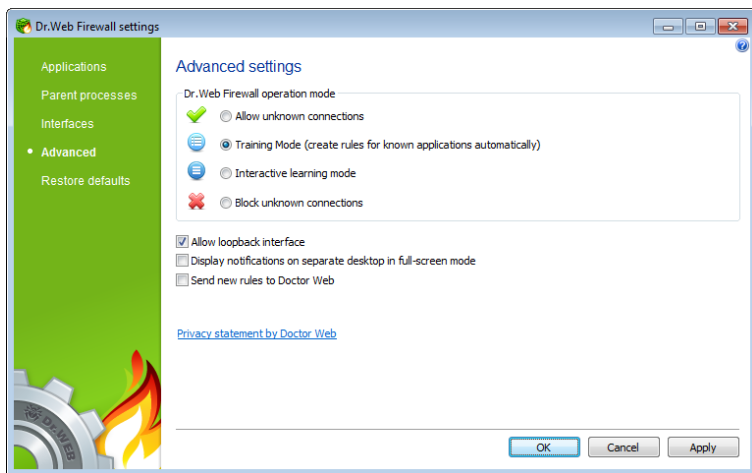 Dr.Web Firewall settings
Applications
Parent processes
Interfaces
Advanced
Restore defaults
Advanced settings
Dr.Web Firewall operation mode
Allow unknown connections
Training Mode (create rules for known applications automatically)
Interactive learning mode
Block unknown connections
Allow loopback interface
Display notifications on separate desktop in full-screen mode
Send new rules to Doctor Web
Privacy statement by Doctor Web
Dr.WEB
OK Cancel Apply